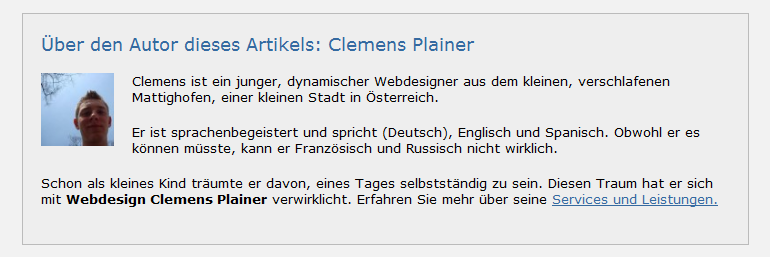 Über den Autor dieses Artikels: Clemens Plainer
Clemens ist ein junger, dynamischer Webdesigner aus dem kleinen, verschlafenen
Mattighofen, einer kleinen Stadt in Österreich.
Er ist sprachenbegeistert und spricht (Deutsch), Englisch und Spanisch. Obwohl er es
können müsste, kann er Französisch und Russisch nicht wirklich.
Schon als kleines Kind träumte er davon, eines Tages selbstständig zu sein. Diesen Traum hat er sich
mit Webdesign Clemens Plainer verwirklicht. Erfahren Sie mehr über seine Services und Leistungen.